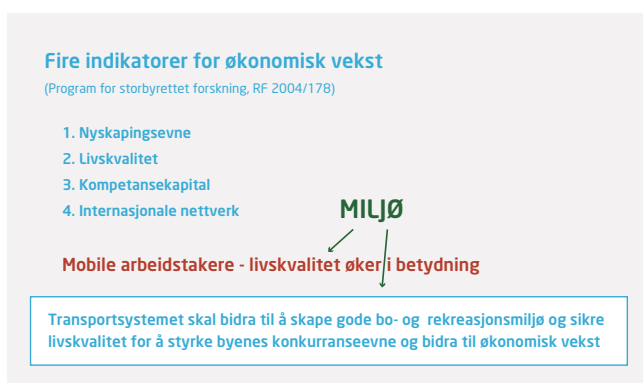 Fire indikatorer for økonomisk vekst
(Program for storbyrettet forskning, RF 2004/178)
1. Nyskapingsevne
2. Livskvalitet
3. Kompetansekapital
4. Internasjonale nettverk
MILJØ
Mobile arbeidstakere - livskvalitet øker i betydning
Transportsystemet skal bidra til å skape gode bo- og rekreasjonsmiljø og sikre
livskvalitet for å styrke byenes konkurranseevne og bidra til økonomisk vekst